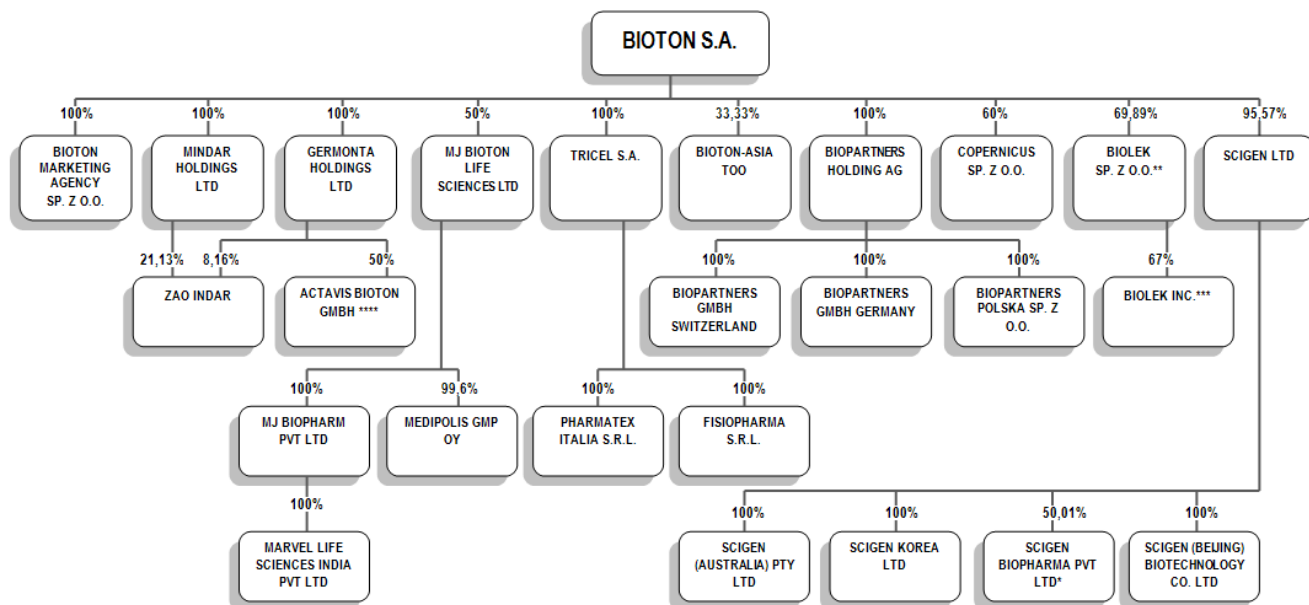 BIOTON S.A.
100%
100%
100%
50%
100%
33,33%
100%
60%
69,89%
95,57%
BIOTON
MARKETING
AGENCY
SP. Z O.O.
MINDAR
HOLDINGS
LTD
GERMONTA
HOLDINGS
LTD
MJ BIOTON
LIFE
SCIENCES LTD
TRICEL S.A.
BIOTON-ASIA
TOO
BIOPARTNERS
HOLDING AG
COPERNICUS
SP. Z O.O.
BIOLEK
SP. Z O.O.**
SCIGEN LTD
21,13%
8,16%
50%
100%
100%
100%
67%
ZAO INDAR
ACTAVIS BIOTON
GMBH ****
BIOPARTNERS
GMBH
SWITZERLAND
BIOPARTNERS
GMBH GERMANY
BIOPARTNERS
POLSKA SP. Z
O.O.
BIOLEK INC.***
100%
99,6%
100%
100%
MJ BIOPHARM
PVT LTD
MEDIPOLIS GMP
OY
PHARMATEX
ITALIA S.R.L.
FISIOPHARMA
S.R.L.
100%
100%
100%
50,01%
100%
MARVEL LIFE
SCIENCES INDIA
PVT LTD
SCIGEN
(AUSTRALIA) PTY
LTD
SCIGEN KOREA
LTD
SCIGEN
BIOPHARMA PVT
LTD*
SCIGEN (BEIJING)
BIOTECHNOLOGY
CO. LTD